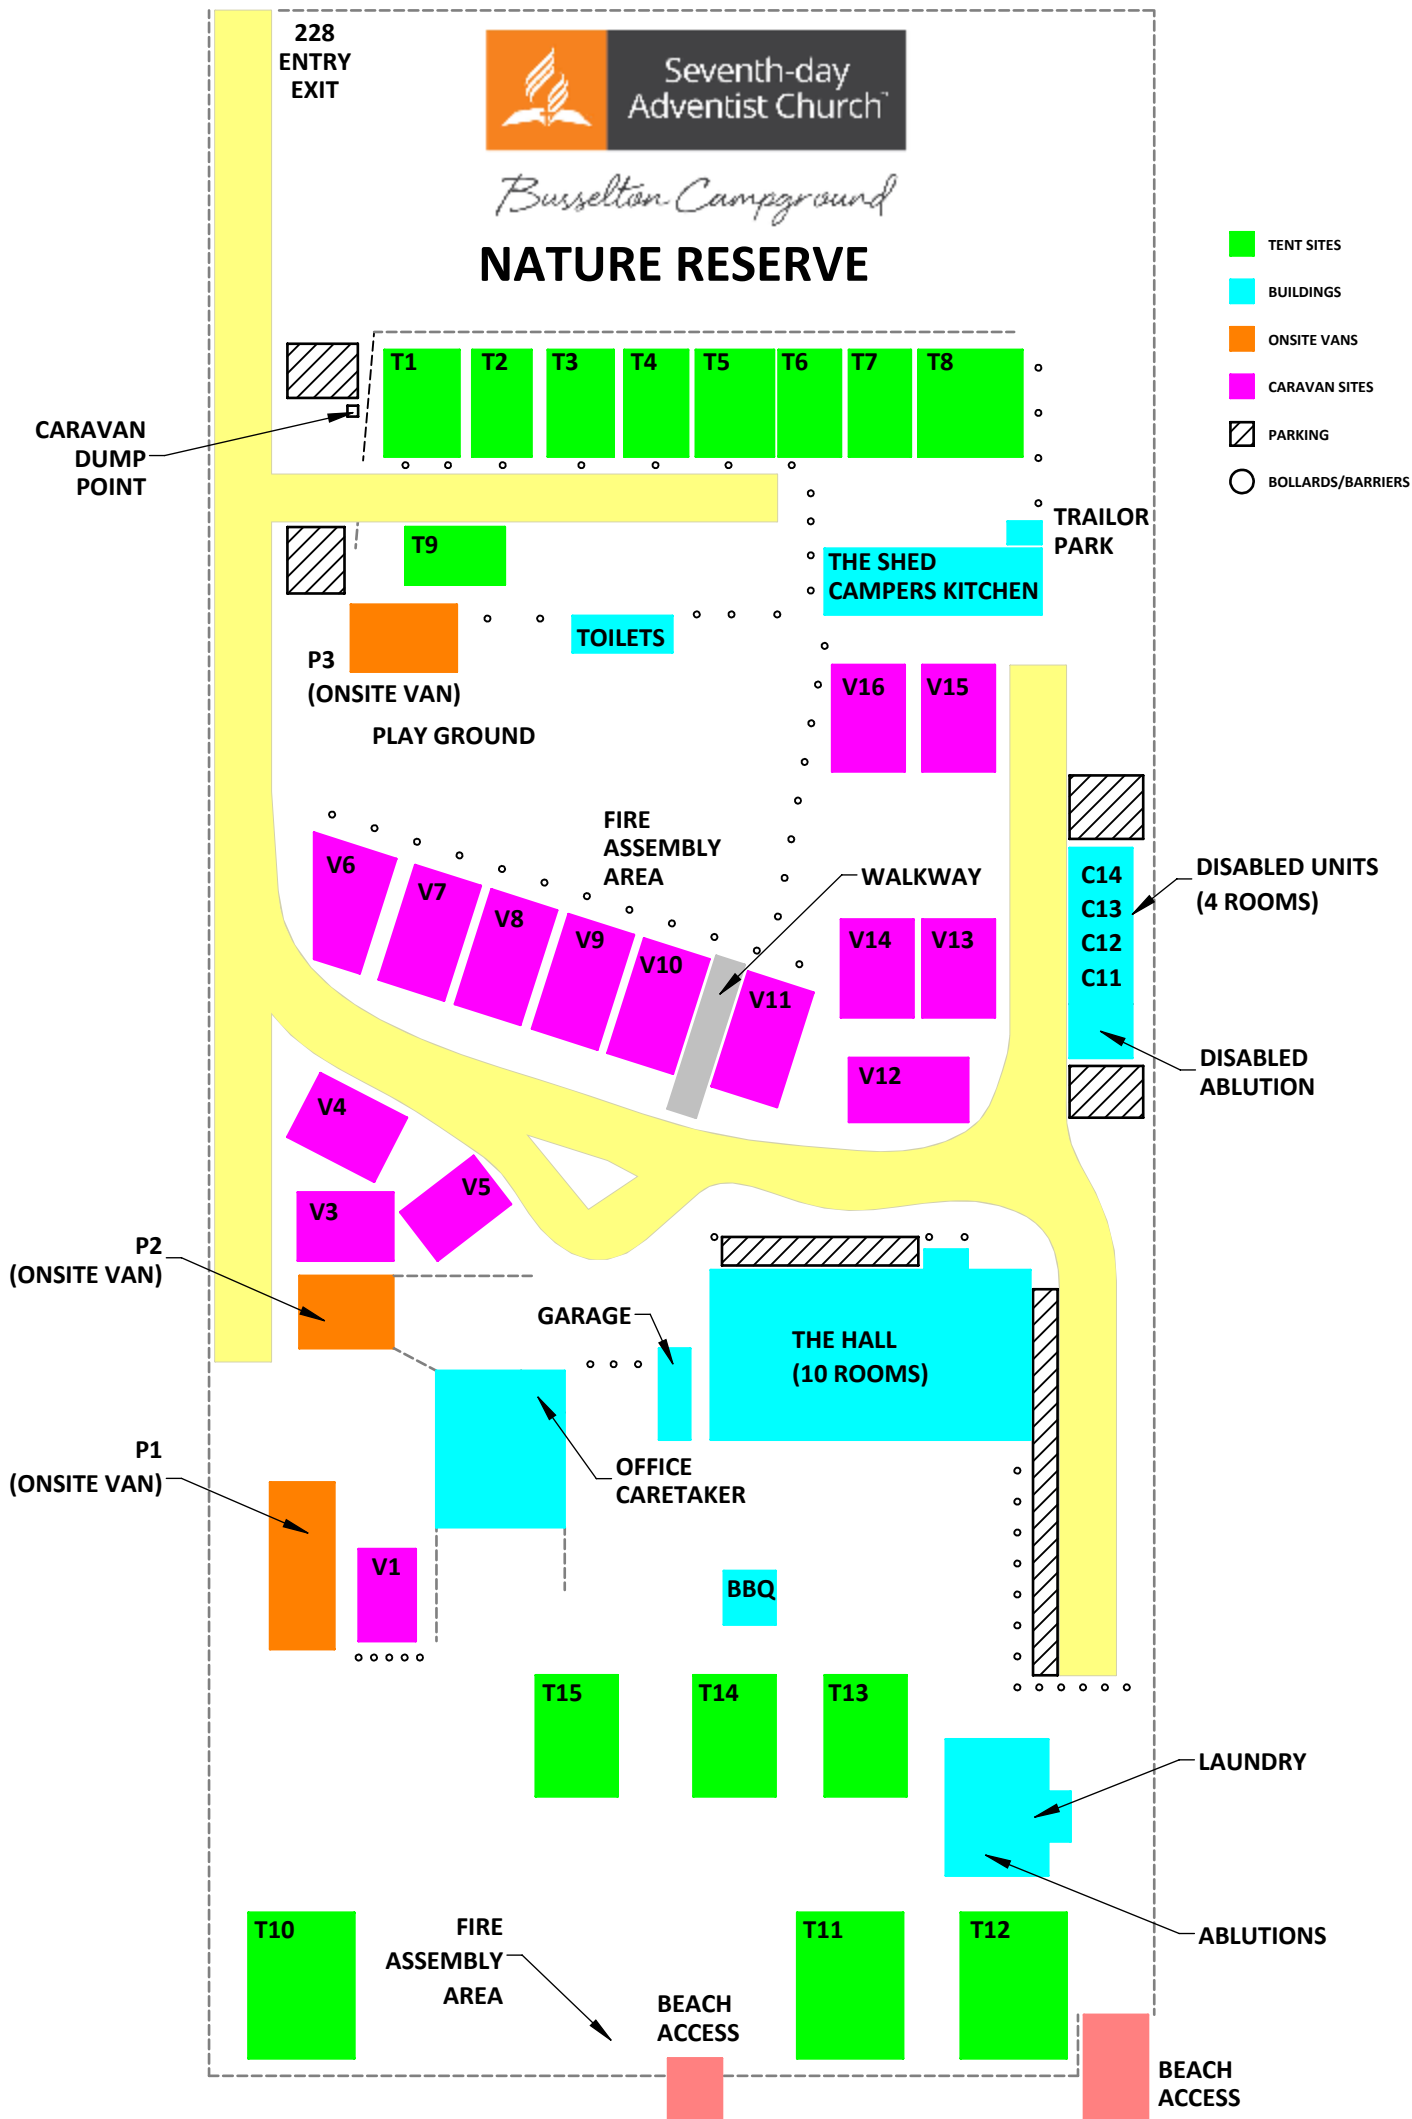 228
ENTRY
EXIT
Seventh-day
Adventist Church™
Busselton Campground
NATURE RESERVE
TENT SITES
BUILDINGS
ONSITE VANS
CARAVAN SITES
PARKING
BOLLARDS/BARRIERS
T1
T2
T3
T4
T5
T6
T7
T8
CARAVAN
DUMP
POINT
TRAILOR
PARK
T9
THE SHED
CAMPERS KITCHEN
TOILETS
P3
(ONSITE VAN)
V16
V15
PLAY GROUND
FIRE
ASSEMBLY
AREA
WALKWAY
V6
V7
V8
V9
V10
V11
V14
V13
C14
C13
C12
C11
DISABLED UNITS
(4 ROOMS)
DISABLED
ABLUTION
V12
V4
V5
V3
P2
(ONSITE VAN)
GARAGE
THE HALL
(10 ROOMS)
P1
(ONSITE VAN)
OFFICE
CARETAKER
V1
BBQ
T15
T14
T13
LAUNDRY
ABLUTIONS
T10
FIRE
ASSEMBLY
AREA
T11
T12
BEACH
ACCESS
BEACH
ACCESS